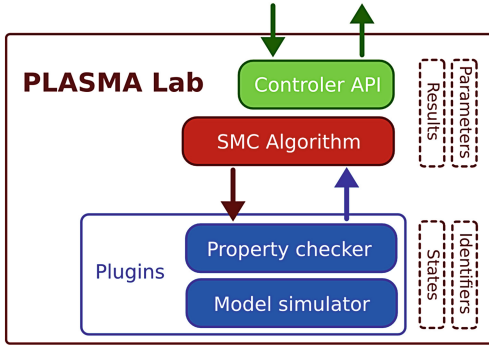 PLASMA Lab
Controler API
SMC Algorithm
Results
Parameters
Plugins
Property checker
Model simulator
States
Identifiers